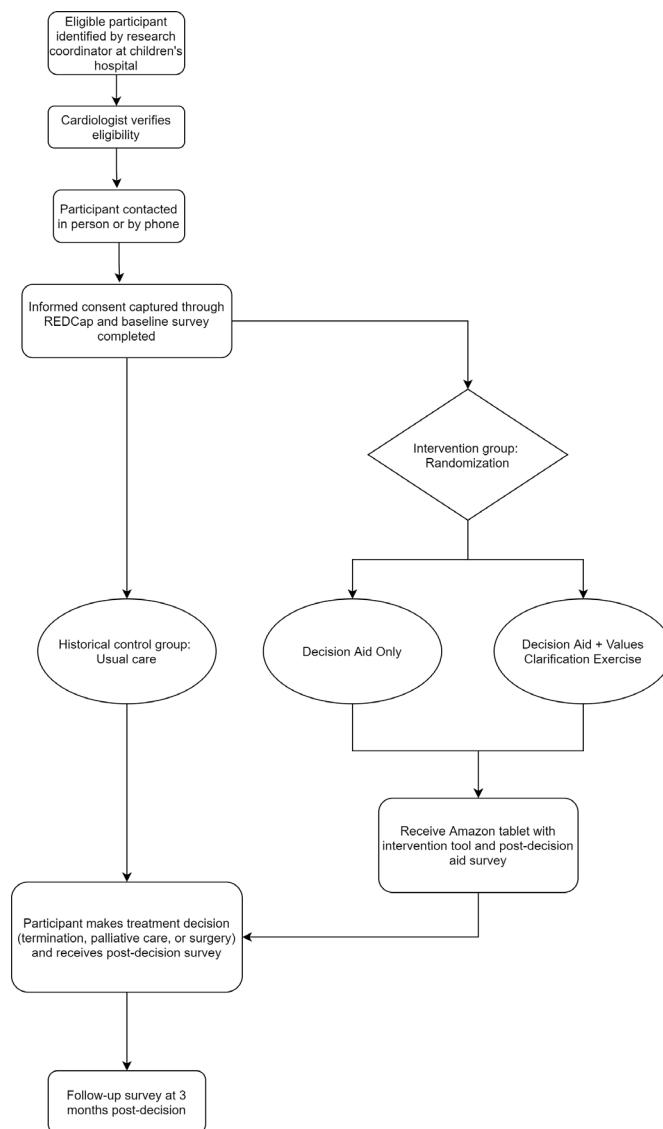 Eligible participant
identified by research
coordinator at children's
hospital
Cardiologist verifies
eligibility
Participant contacted
in person or by phone
Informed consent captured through
REDCap and baseline survey
completed
Intervention group:
Randomization
Historical control group:
Usual care
Decision Aid Only
Decision Aid + Values
Clarification Exercise
Receive Amazon tablet with
intervention tool and post-decision
aid survey
Participant makes treatment decision
(termination, palliative care, or surgery)
and receives post-decision survey
Follow-up survey at 3
months post-decision